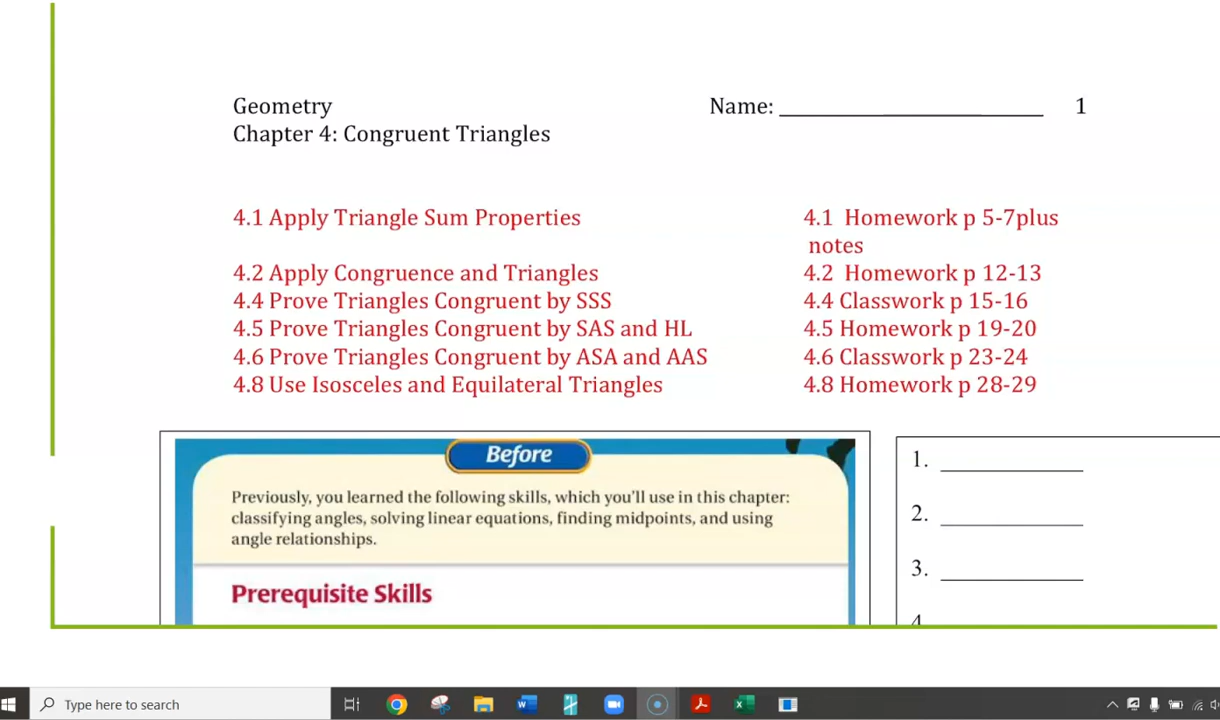 Geometry Name: ______________________ 1
Chapter 4: Congruent Triangles
4.1 Apply Triangle Sum Properties 4.1 Homework p 5-7plus
notes
4.2 Apply Congruence and Triangles 4.2 Homework p 12-13
4.4 Prove Triangles Congruent by SSS 4.4 Classwork p 15-16
4.5 Prove Triangles Congruent by SAS and HL 4.5 Homework p 19-20
4.6 Prove Triangles Congruent by ASA and AAS 4.6 Classwork p 23-24
4.8 Use Isosceles and Equilateral Triangles 4.8 Homework p 28-29
Before
Previously, you learned the following skills, which you'll use in this chapter:
classifying angles, solving linear equations, finding midpoints, and using
angle relationships.
Prerequisite Skills
1. ____________
2. ____________
3. ____________
4.
Type here to search